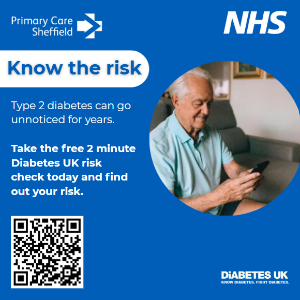 Primary Care
Sheffield
NHS
Know the risk
Type 2 diabetes can go
unnoticed for years.
Take the free 2 minute
Diabetes UK risk
check today and find
out your risk.
DiABETES UK
KNOW DIABETES. FIGHT DIABETES.